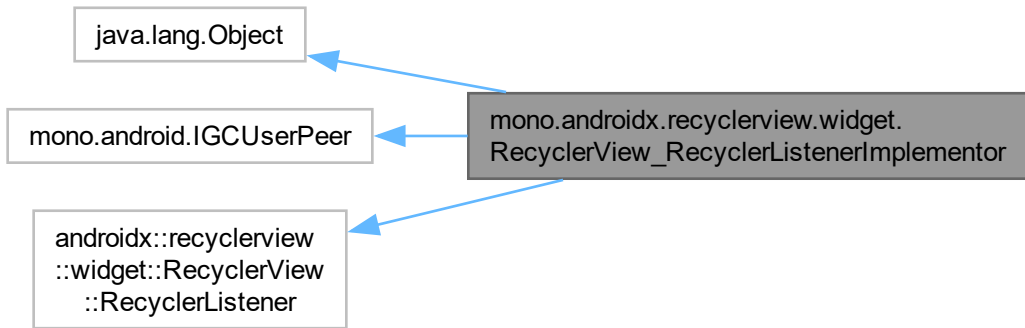 java.lang.Object
mono.android.IGCUserPeer
androidx::recyclerview
::widget::RecyclerView
::RecyclerListener
mono.androidx.recyclerview.widget.
RecyclerView_RecyclerListenerImplementor